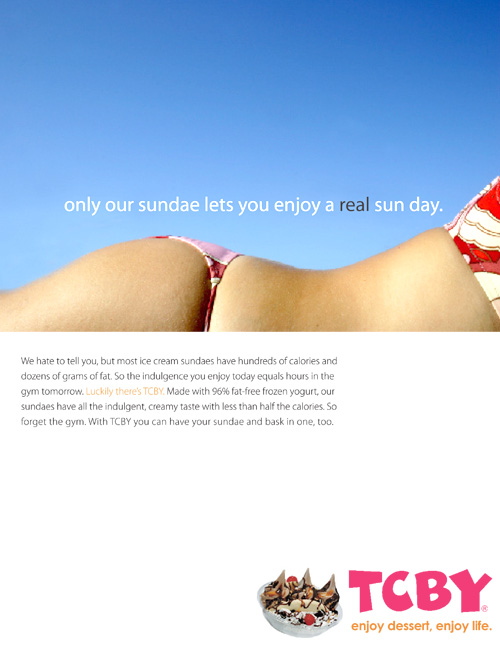 only our sundae lets you enjoy a real sun day.
We hate to tell you, but most ice cream sundaes have hundreds of calories and
dozens of grams of fat. So the indulgence you enjoy today equals hours in the
gym tomorrow. Luckily there's TCBY. Made with 96% fat-free frozen yogurt, our
sundaes have all the indulgent, creamy taste with less than half the calories. So
forget the gym. With TCBY you can have your sundae and bask in one, too.
TCBY®
enjoy dessert, enjoy life.